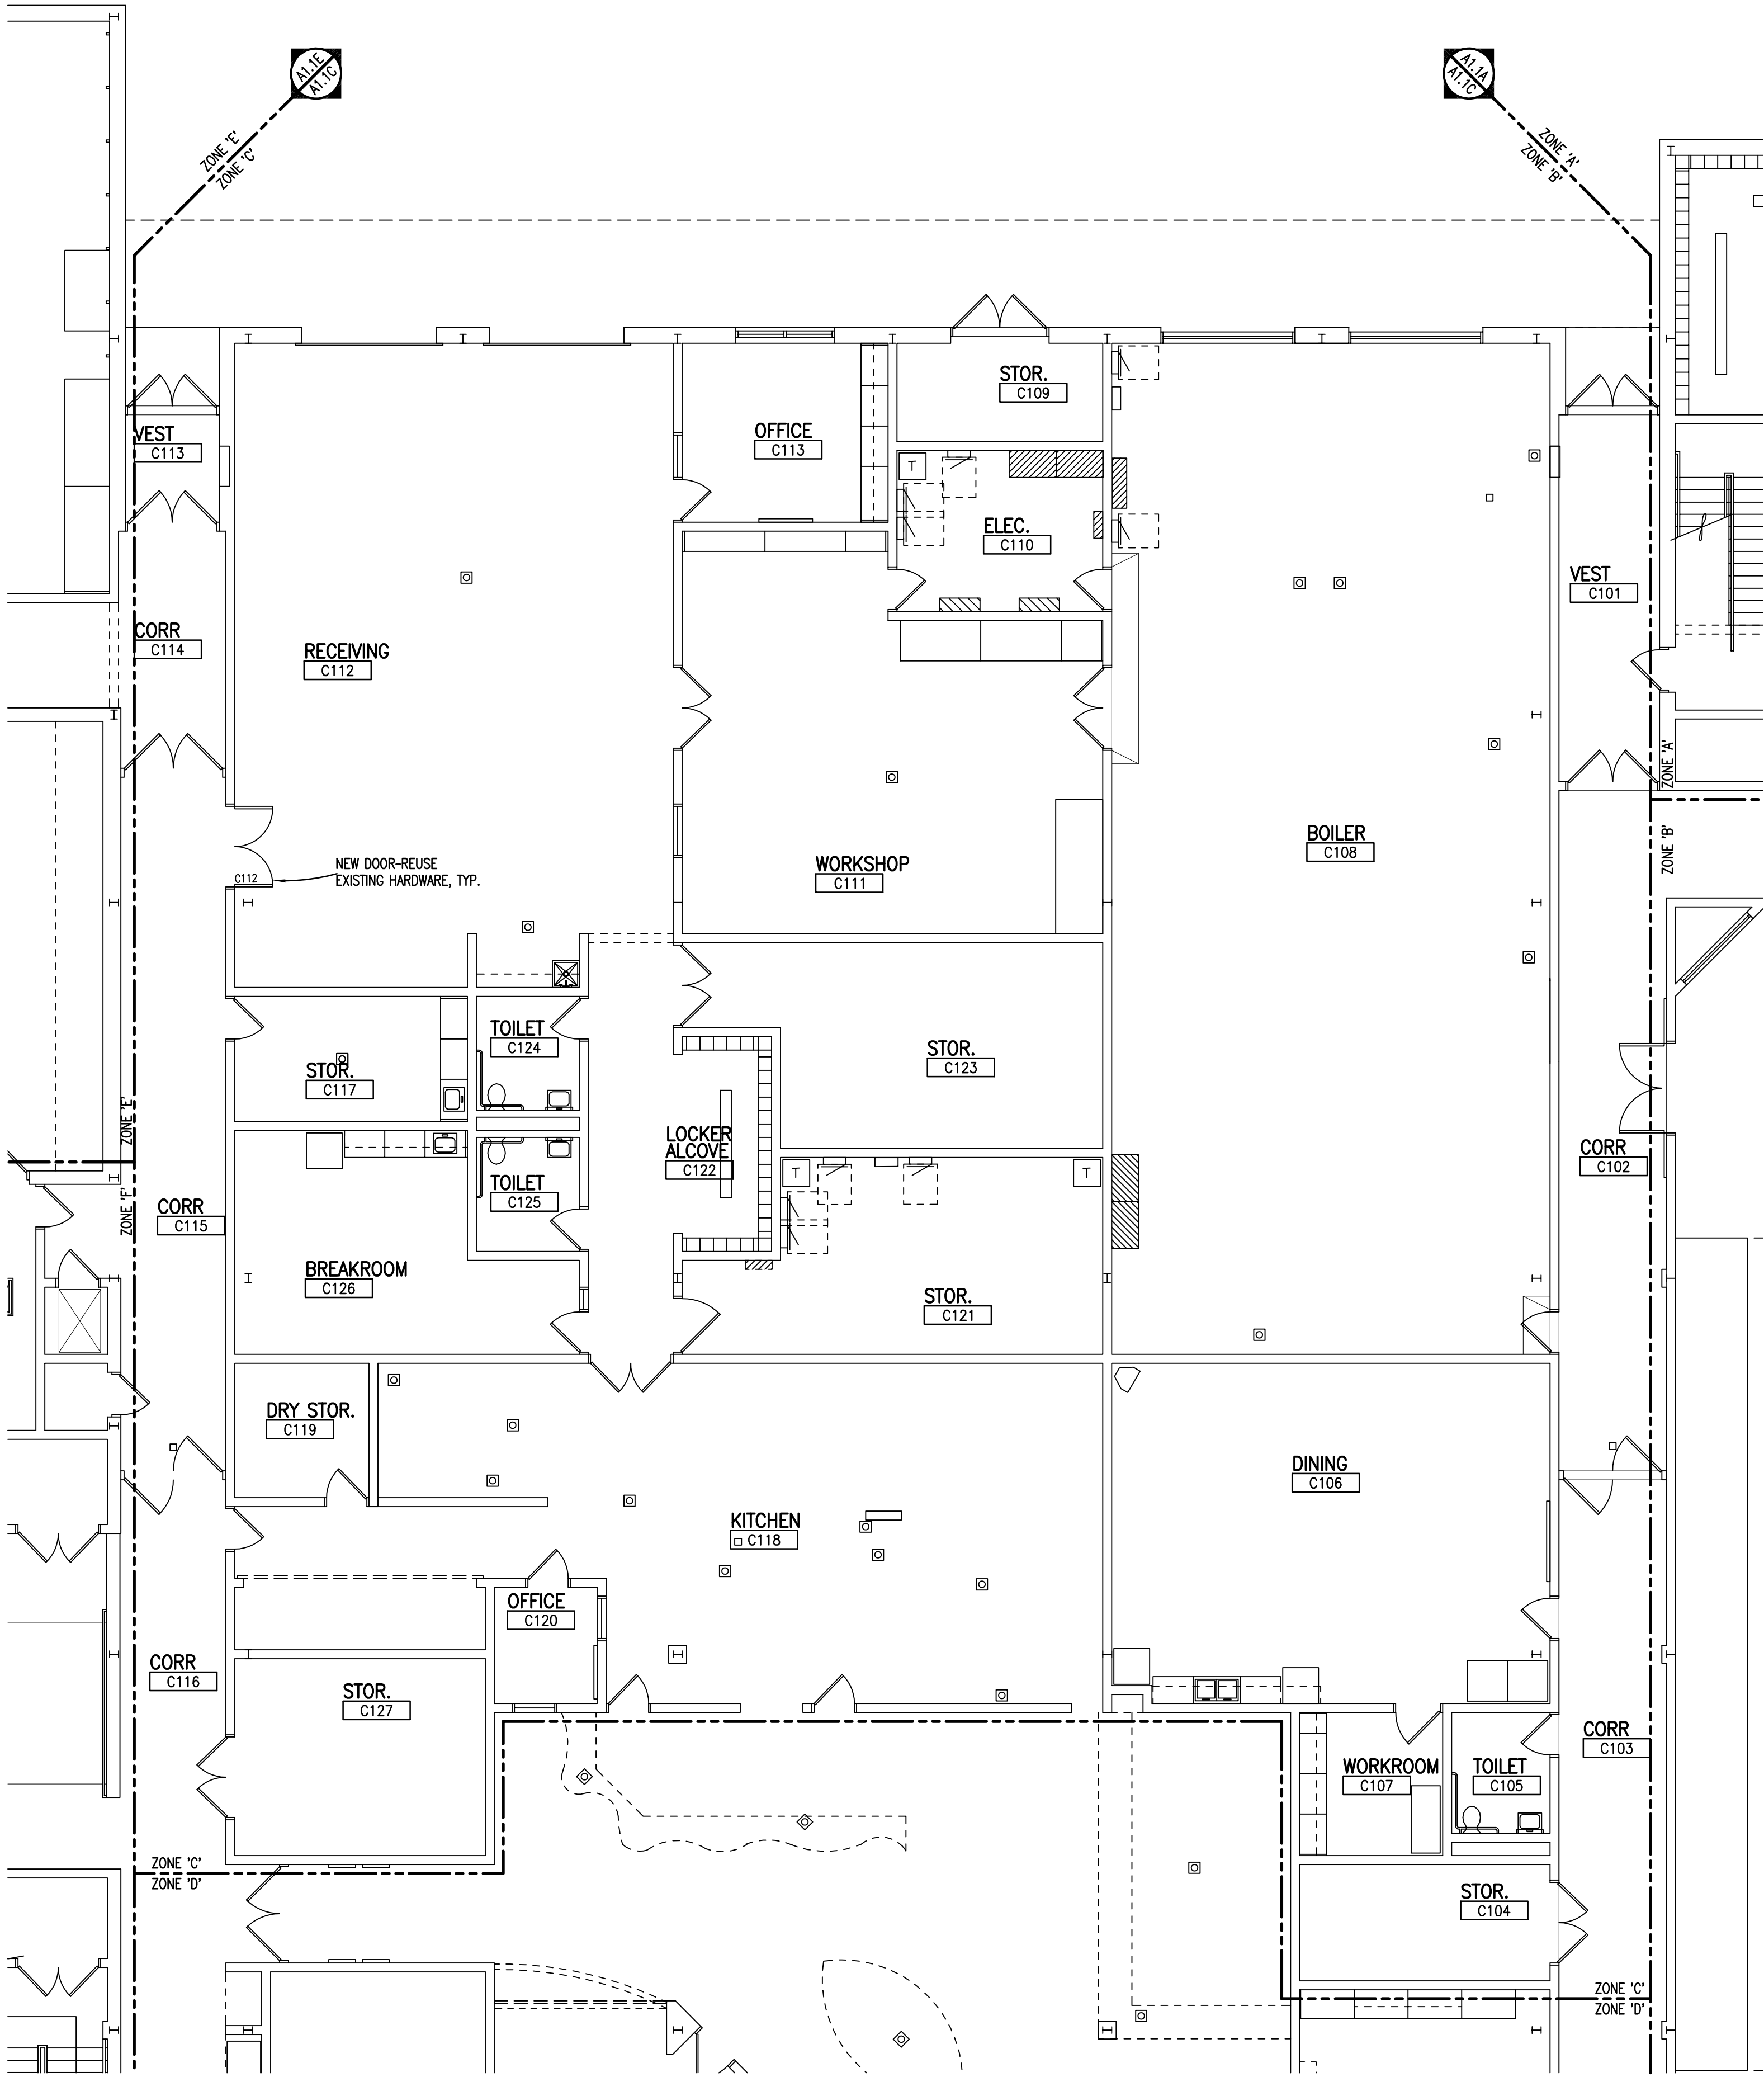 A1.1E
A1.1C
A1.1A
A1.1C
ZONE 'E'
ZONE 'C'
ZONE 'A'
ZONE 'B'
STOR.
C109
VEST
C113
OFFICE
C113
T
ELEC.
C110
VEST
C101
CORR
C114
RECEIVING
C112
ZONE 'A'
ZONE 'B'
BOILER
C108
NEW DOOR-REUSE
EXISTING HARDWARE, TYP.
C112
WORKSHOP
C111
TOILET
C124
STOR.
C117
STOR.
C123
ZONE 'E'
ZONE 'F'
LOCKER
ALCOVE
C122
T
T
CORR
C102
TOILET
C125
CORR
C115
BREAKROOM
C126
STOR.
C121
DRY STOR.
C119
DINING
C106
KITCHEN
C118
OFFICE
C120
CORR
C116
STOR.
C127
CORR
C103
WORKROOM
C107
TOILET
C105
ZONE 'C'
ZONE 'D'
STOR.
C104
ZONE 'C'
ZONE 'D'